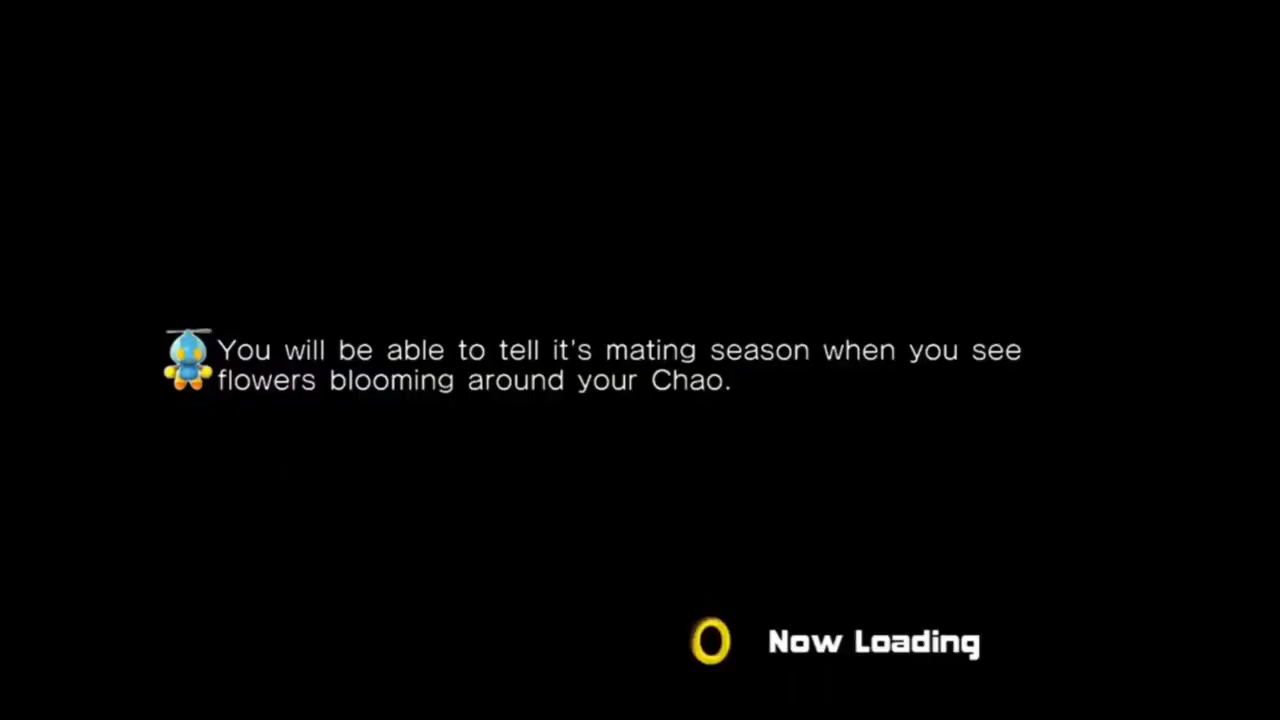 You will be able to tell it's mating season when you see
flowers blooming around your Chao.
Now Loading